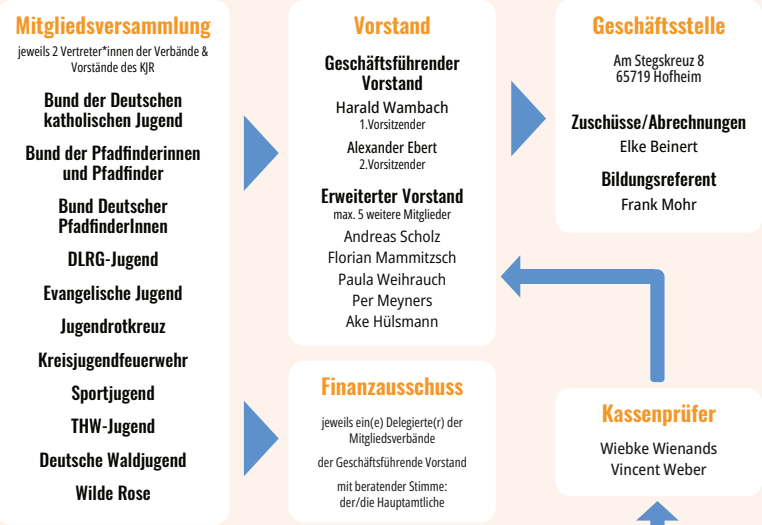 Mitgliedsversammlung
jeweils 2 Vertreter*innen der Verbände &
Vorstände des KJR
Bund der Deutschen
katholischen Jugend
Bund der Pfadfinderinnen
und Pfadfinder
Bund Deutscher
PfadfinderInnen
DLRG-Jugend
Evangelische Jugend
Jugendrotkreuz
Kreisjugendfeuerwehr
Sportjugend
THW-Jugend
Deutsche Waldjugend
Wilde Rose
Vorstand
Geschäftsführender
Vorstand
Harald Wambach
1.Vorsitzender
Alexander Ebert
2.Vorsitzender
Erweiterter Vorstand
max. 5 weitere Mitglieder
Andreas Scholz
Florian Mammitzsch
Paula Weihrauch
Per Meyners
Ake Hülsmann
Finanzausschuss
jeweils ein(e) Delegierte(r) der
Mitgliedsverbände
der Geschäftsführende Vorstand
mit beratender Stimme:
der/die Hauptamtliche
Geschäftsstelle
Am Stegskreuz 8
65719 Hofheim
Zuschüsse/Abrechnungen
Elke Beinert
Bildungsreferent
Frank Mohr
Kassenprüfer
Wiebke Wienands
Vincent Weber